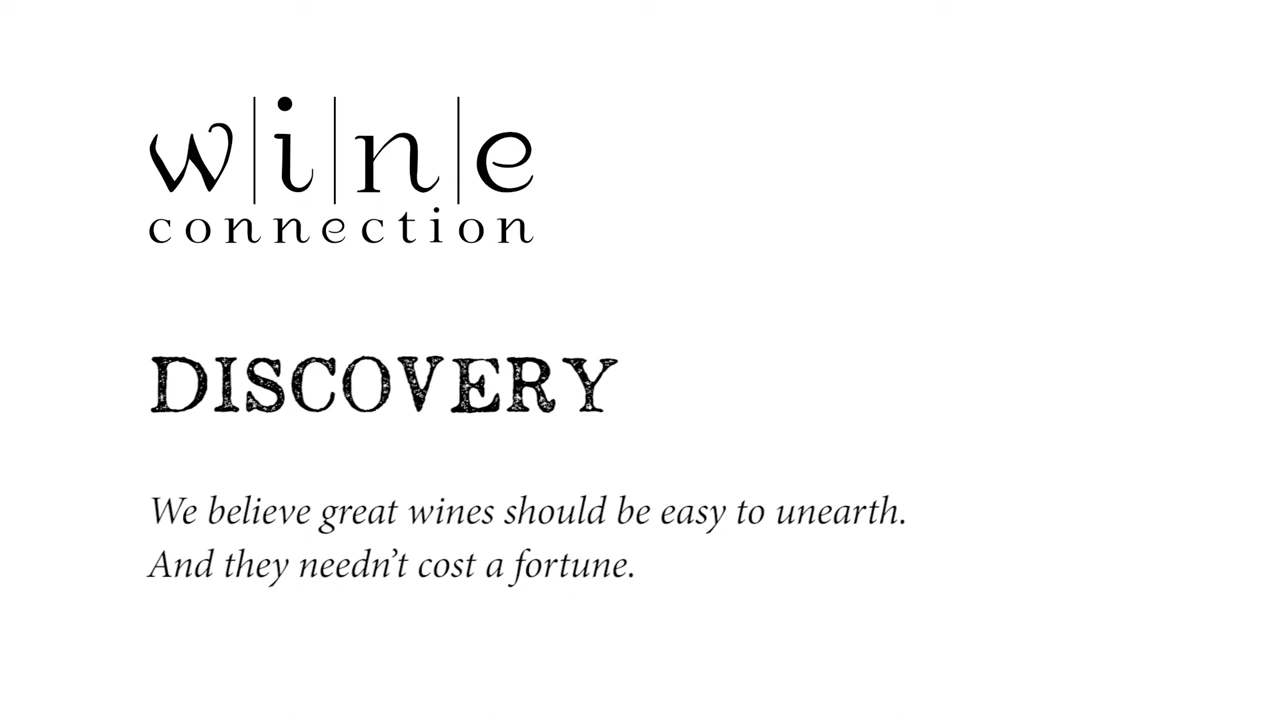 w|i|n|e
connection
DISCOVERY
We believe great wines should be easy to unearth.
And they needn’t cost a fortune.